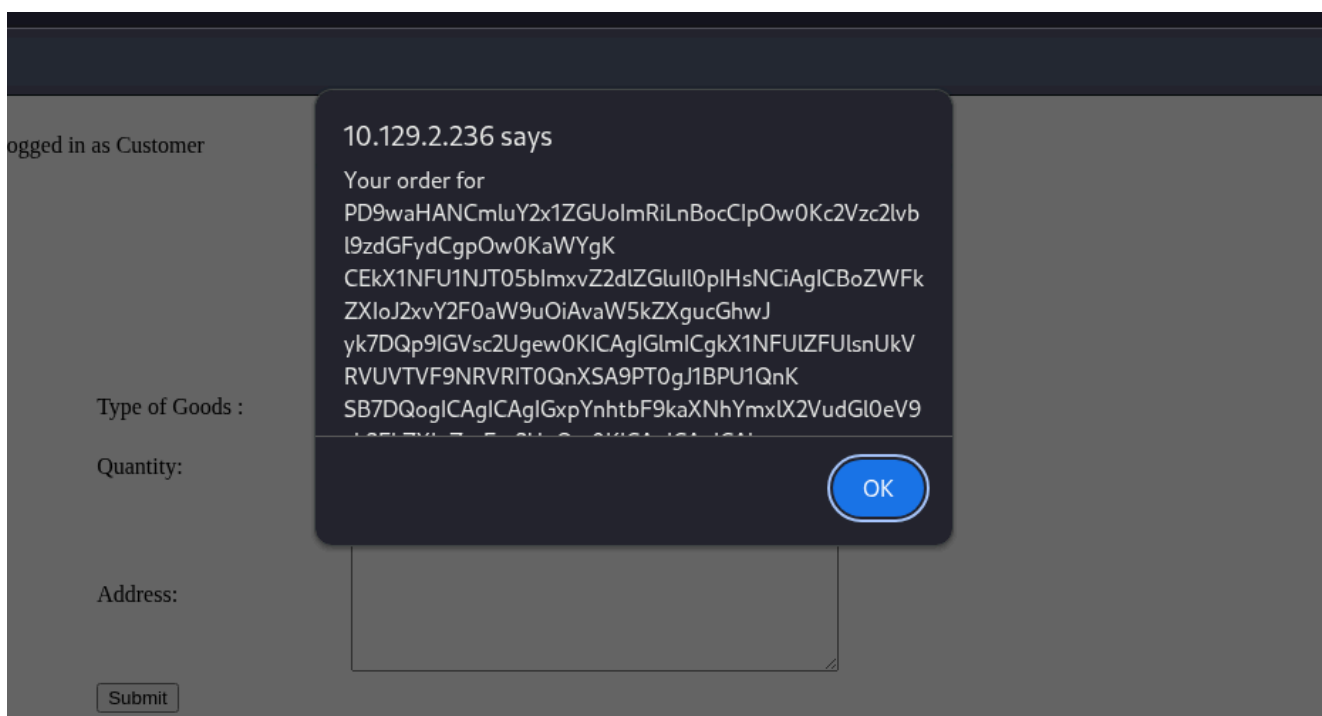 ogged in as Customer
10.129.2.236 says
Your order for
PD9waHANCmluY2x1ZGUoImRiLnBocCIpOw0Kc2Vzc2lvb
l9zdGFydCgpOw0KaWYgK
CEkX1NFU1NJT05bImxvZ2dlZGluIl0pIHsNCiAgICBoZWFk
ZXIoJ2xvY2F0aW9uOiAvaW5kZXgucGhwJ
yk7DQp9IGVsc2Ugew0KICAgIGlmICgkX1NFUlZFUlsnUkV
RVUVTVF9NRVRIT0QnXSA9PT0gJ1BPU1QnK
SB7DQogICAgICAgIGxpYnhtbF9kaXNhYmxlX2VudGl0eV9
OK
Type of Goods :
Quantity:
Address:
Submit